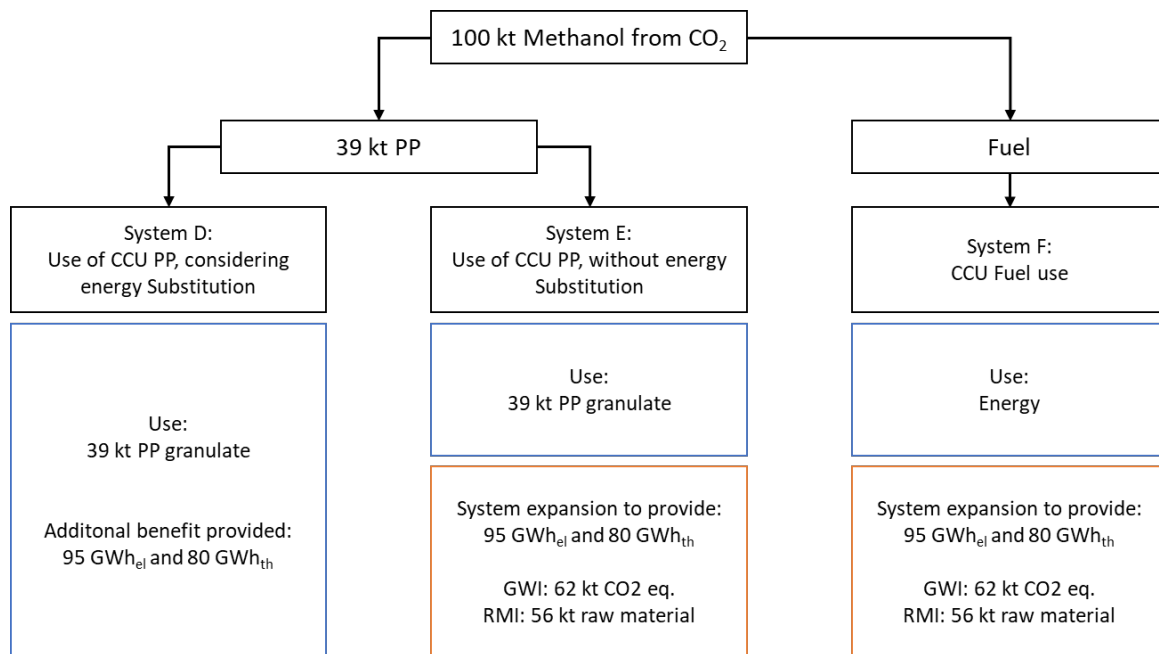 100 kt Methanol from CO₂
39 kt PP
Fuel
System D:
Use of CCU PP, considering
energy Substitution
System E:
Use of CCU PP, without energy
Substitution
System F:
CCU Fuel use
Use:
39 kt PP granulate
Additonal benefit provided:
95 GWhₑₗ and 80 GWhₜₕ
Use:
39 kt PP granulate
System expansion to provide:
95 GWhₑₗ and 80 GWhₜₕ
GWI: 62 kt CO2 eq.
RMI: 56 kt raw material
Use:
Energy
System expansion to provide:
95 GWhₑₗ and 80 GWhₜₕ
GWI: 62 kt CO2 eq.
RMI: 56 kt raw material